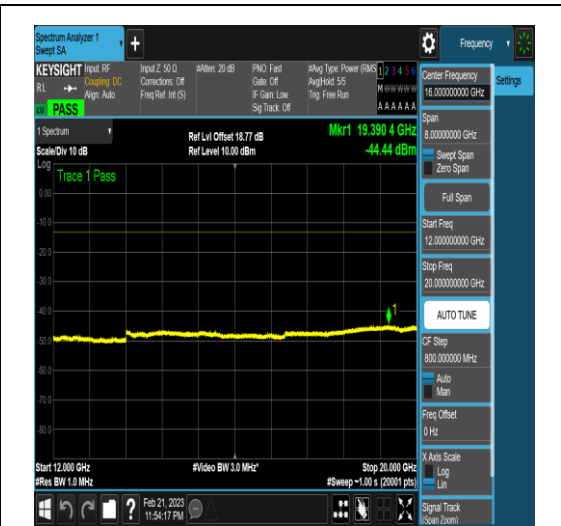 Spectrum Analyzer 1
Swept SA
+
Frequency
KEYSIGHT
RL
PASS
Input: RF
Coupling: DC
Align: Auto
Input Z: 50 Ω
Corrections: Off
Freq Ref: Int (S)
#Atten: 20 dB
PNO: Fast
Gate: Off
IF Gain: Low
Sig Track: Off
#Avg Type: Power (RMS
Avg|Hold: 5/5
Trig: Free Run
1 2 3 4 5 6
M W W W W W
A A A A A A
1 Spectrum
Scale/Div 10 dB
Ref Lvl Offset 18.77 dB
Ref Level 10.00 dBm
Mkr1 19.390 4 GHz
-44.44 dBm
Log
Trace 1 Pass
0.00
-10.0
-20.0
-30.0
-40.0
-50.0
-60.0
-70.0
-80.0
1
Start 12.000 GHz
#Res BW 1.0 MHz
#Video BW 3.0 MHz*
Stop 20.000 GHz
#Sweep ~1.00 s (20001 pts)
Center Frequency
16.000000000 GHz
Settings
Span
8.00000000 GHz
Swept Span
Zero Span
Full Span
Start Freq
12.000000000 GHz
Stop Freq
20.000000000 GHz
AUTO TUNE
CF Step
800.000000 MHz
Auto
Man
Freq Offset
0 Hz
X Axis Scale
Log
Lin
Signal Track
(Span Zoom)
?
Feb 21, 2023
11:54:17 PM